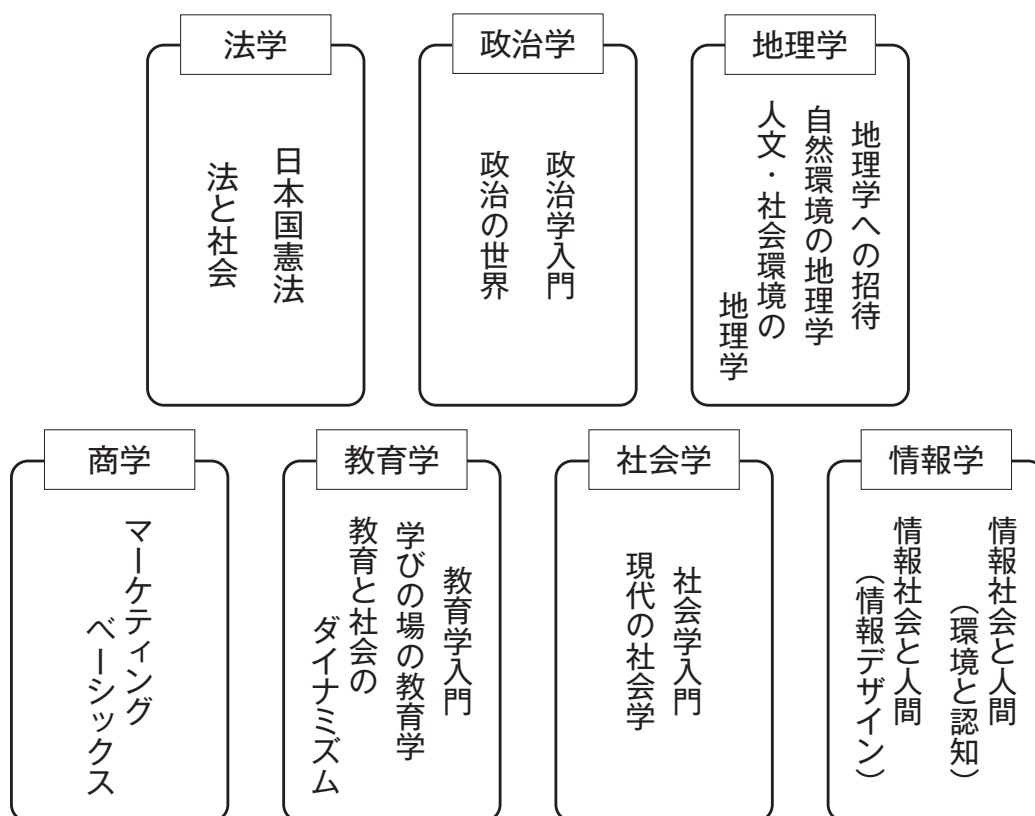 法学
日本国憲法
法と社会
政治学
政治学入門
政治の世界
地理学
地理学への招待
自然環境の地理学
人文・社会環境の
地理学
商学
マーケティング
ベーシックス
教育学
教育学入門
学びの場の教育学
教育と社会の
ダイナミズム
社会学
社会学入門
現代の社会学
情報学
情報社会と人間
（環境と認知）
情報社会と人間
（情報デザイン）